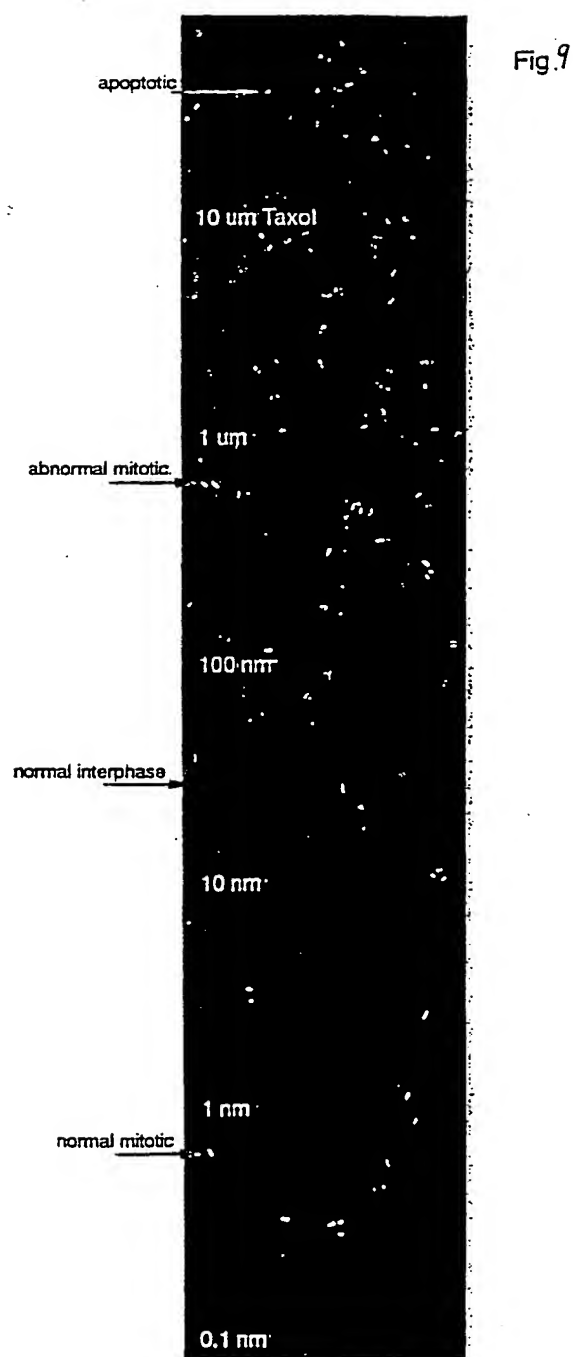 Fig.9
apoptotic
10 um Taxol
1 um
abnormal mitotic.
100 nm
normal interphase
10 nm
1 nm
normal mitotic
0.1 nm